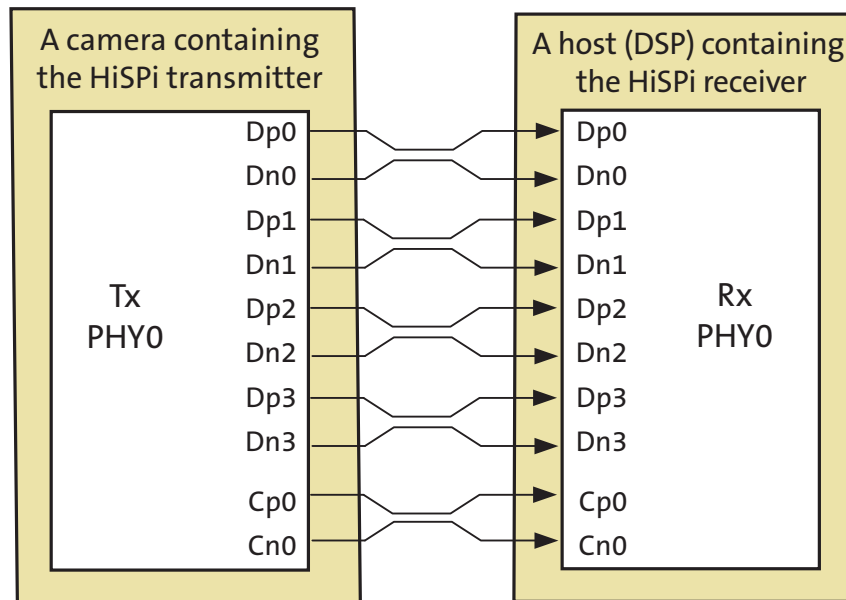 A camera containing
the HiSPi transmitter
A host (DSP) containing
the HiSPi receiver
Tx
PHY0
Dp0
Dn0
Dp1
Dn1
Dp2
Dn2
Dp3
Dn3
Cp0
Cn0
Dp0
Dn0
Dp1
Dn1
Dp2
Dn2
Dp3
Dn3
Cp0
Cn0
Rx
PHY0